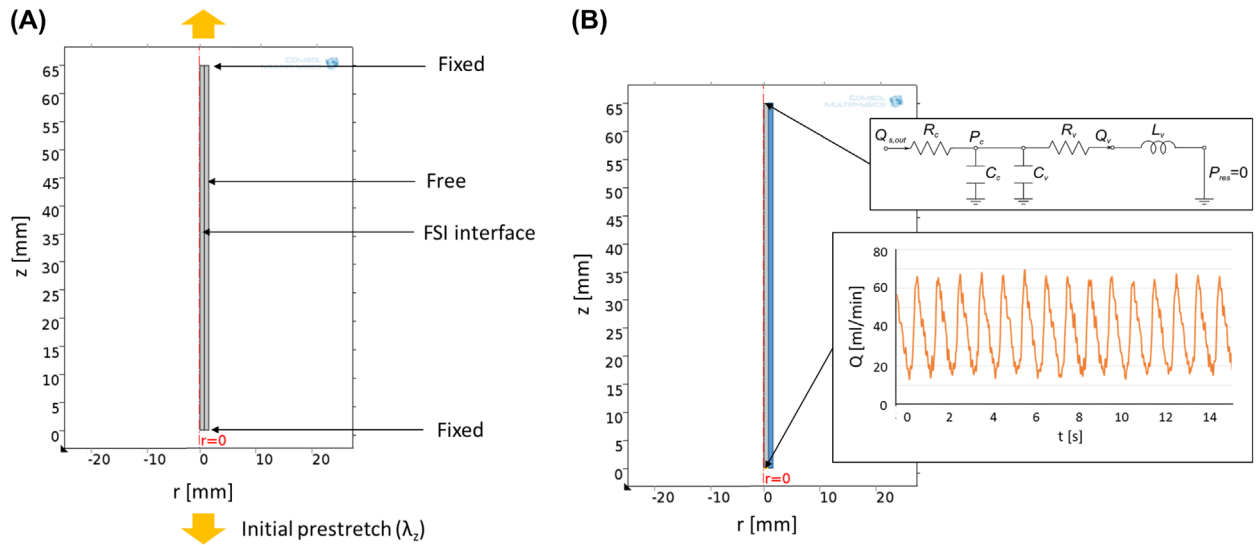 (A)
Fixed
COMSOL
MULTIPHYSICS
65
60
55
50
45
40
35
30
25
20
15
10
5
0
z [mm]
Free
FSI interface
Fixed
r=0
-20
-10
0
10
20
r [mm]
Initial prestretch (λz)
(B)
COMSOL
MULTIPHYSICS
65
60
55
50
45
40
35
30
25
20
15
10
5
0
z [mm]
r=0
-20
-10
0
10
20
r [mm]
Qs,out
Rc
Pc
Rv
Qv
Lv
Cc
Cv
Pres=0
80
60
40
20
0
Q [ml/min]
0 2 4 6 8 10 12 14
t [s]